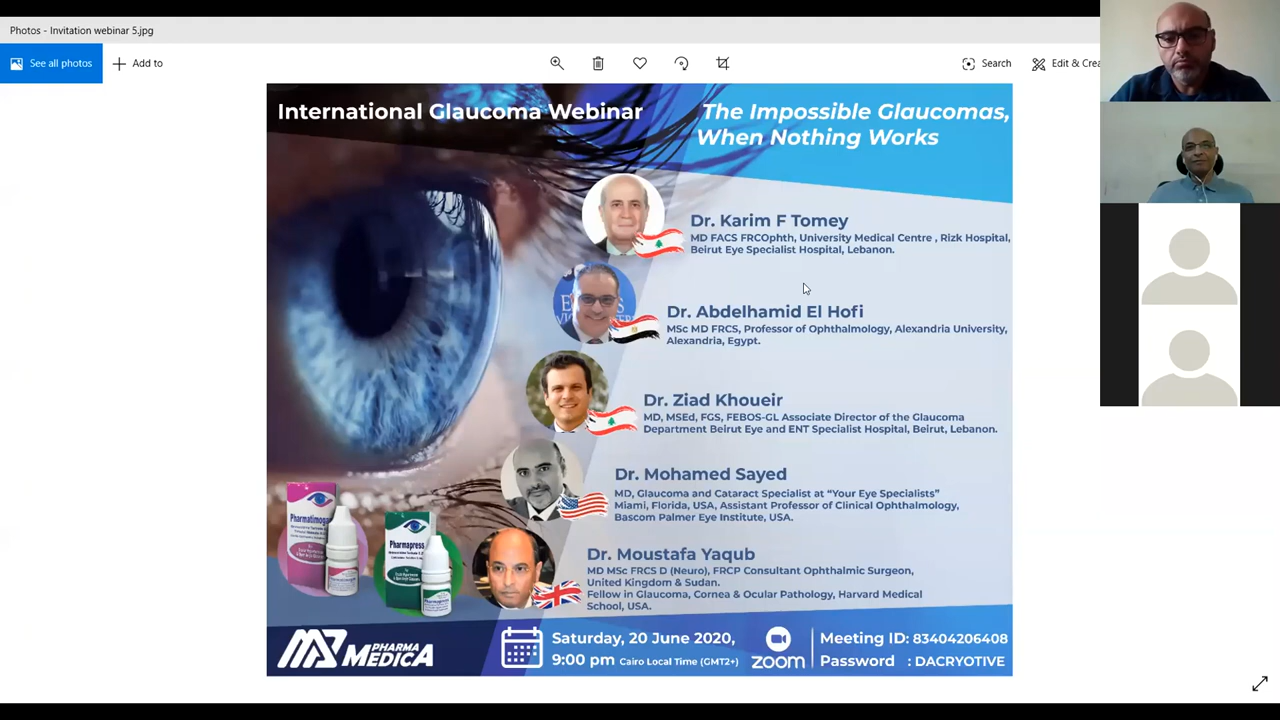 Photos - Invitation webinar 5.jpg
See all photos
Add to
Search
Edit & Crea
International Glaucoma Webinar
The Impossible Glaucomas,
When Nothing Works
Dr. Karim F Tomey
MD FACS FRCOphth, University Medical Centre , Rizk Hospital,
Beirut Eye Specialist Hospital, Lebanon.
Dr. Abdelhamid El Hofi
MSc MD FRCS, Professor of Ophthalmology, Alexandria University,
Alexandria, Egypt.
Dr. Ziad Khoueir
MD, MSEd, FGS, FEBOS-GL Associate Director of the Glaucoma
Department Beirut Eye and ENT Specialist Hospital, Beirut, Lebanon.
Dr. Mohamed Sayed
MD, Glaucoma and Cataract Specialist at “Your Eye Specialists”
Miami, Florida, USA, Assistant Professor of Clinical Ophthalmology,
Bascom Palmer Eye Institute, USA.
Dr. Moustafa Yaqub
MD MSc FRCS D (Neuro), FRCP Consultant Ophthalmic Surgeon,
United Kingdom & Sudan.
Fellow in Glaucoma, Cornea & Ocular Pathology, Harvard Medical
School, USA.
PHARMA
MEDICA
Saturday, 20 June 2020,
9:00 pm Cairo Local Time (GMT2+)
zoom
Meeting ID: 83404206408
Password : DACRYOTIVE